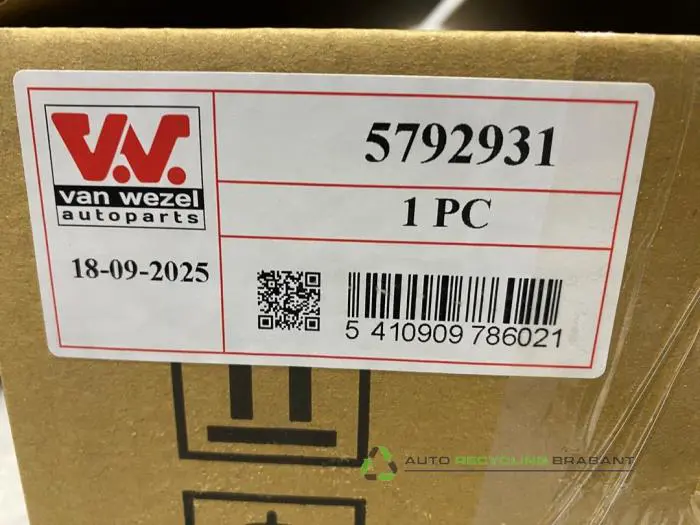 V.W.
van wezel
autoparts
18-09-2025
5792931
1 PC
5 410909 786021
AUTO RECYCLING BRABANT